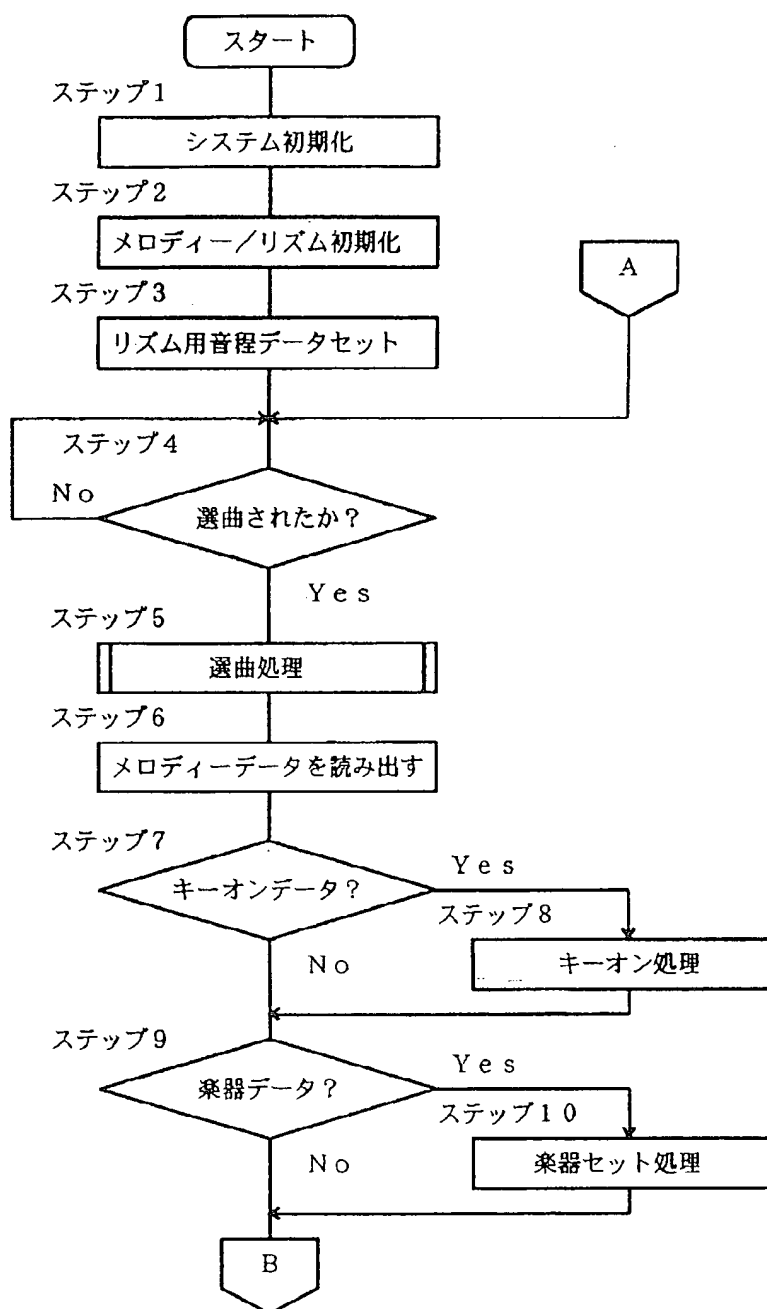 スタート
ステップ1
システム初期化
ステップ2
メロディー／リズム初期化
A
ステップ3
リズム用音程データセット
ステップ4
No
選曲されたか？
Yes
ステップ5
選曲処理
ステップ6
メロディーデータを読み出す
ステップ7
キーオンデータ？
Yes
ステップ8
キーオン処理
No
ステップ9
楽器データ？
Yes
ステップ10
楽器セット処理
No
B